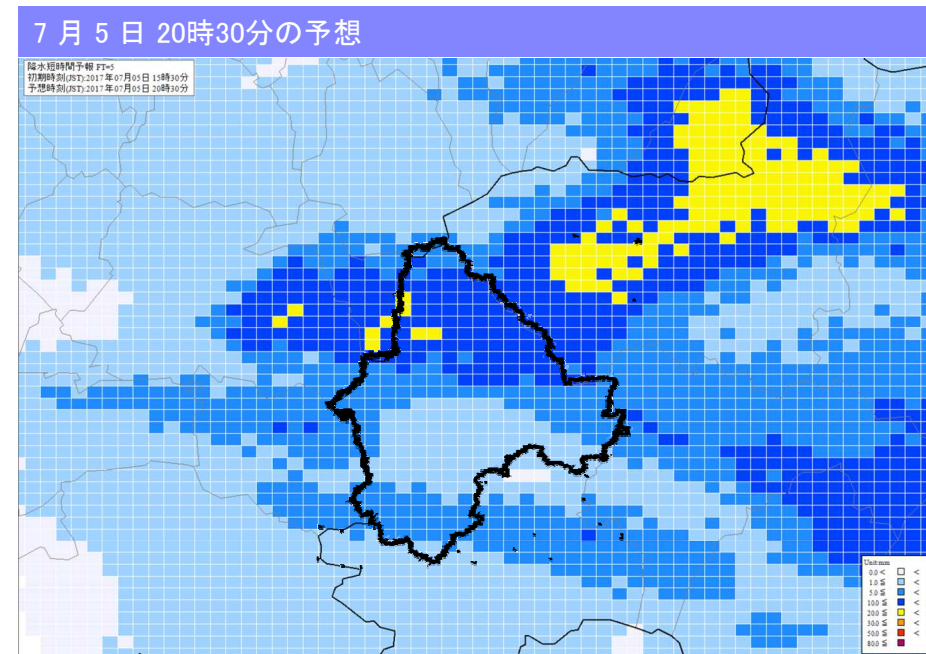 7 月 5 日 20時30分の予想
降水短時間予報 FT=5
初期時刻(JST):2017年07月05日 15時30分
予想時刻(JST):2017年07月05日 20時30分
Unit:mm
0.0 < <
1.0 ≦ <
5.0 ≦ <
10.0 ≦ <
20.0 ≦ <
30.0 ≦ <
50.0 ≦ <
80.0 ≦